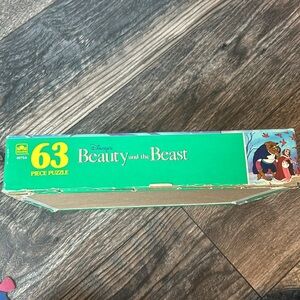 63
PIECE PUZZLE
Disney's
Beauty and the Beast